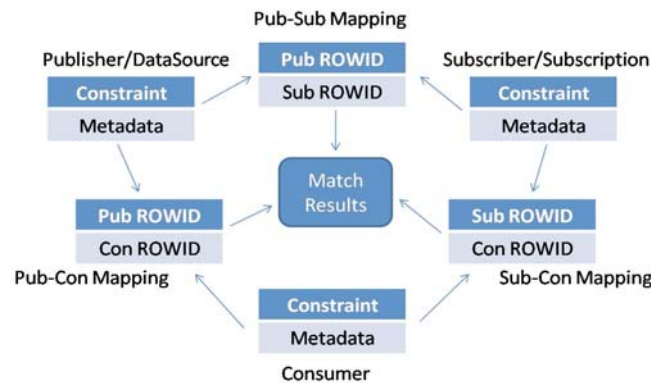 Pub-Sub Mapping
Publisher/DataSource
Pub ROWID
Subscriber/Subscription
Constraint
Sub ROWID
Constraint
Metadata
Metadata
Match
Results
Pub ROWID
Sub ROWID
Con ROWID
Con ROWID
Pub-Con Mapping
Sub-Con Mapping
Constraint
Metadata
Consumer